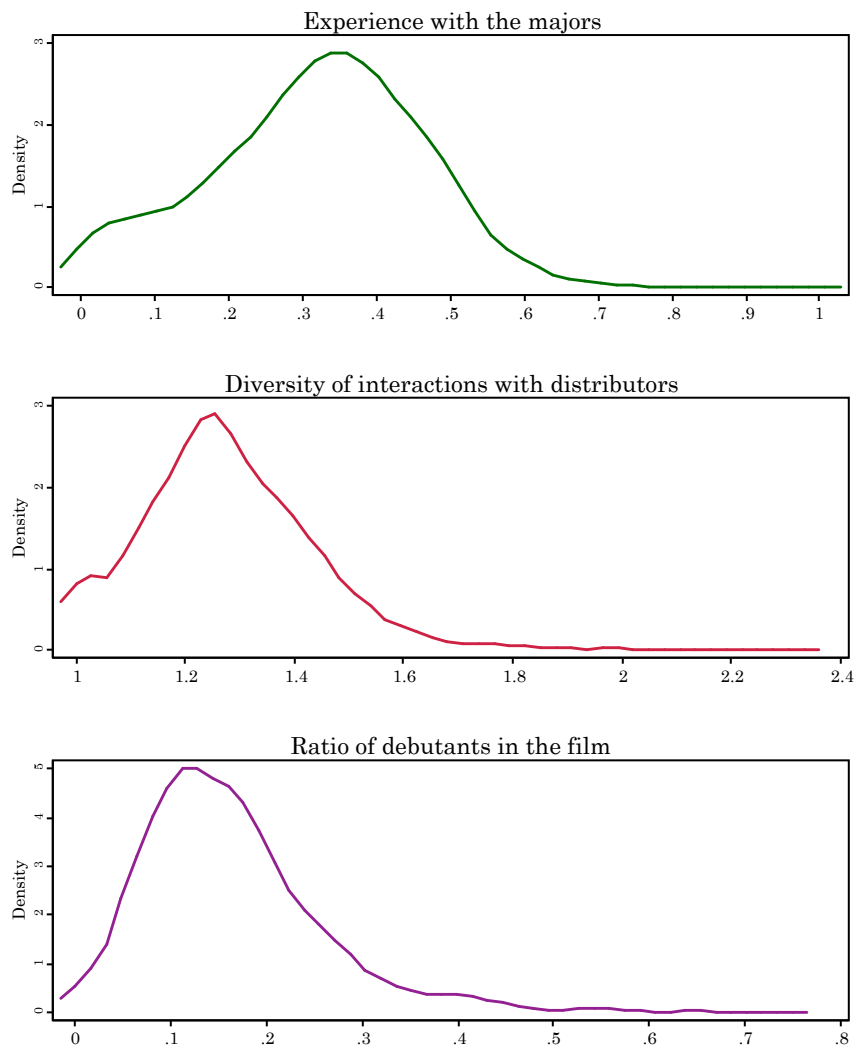 Experience with the majors
Density
0 1 2 3
0 .1 .2 .3 .4 .5 .6 .7 .8 .9 1
Diversity of interactions with distributors
Density
0 1 2 3
1 1.2 1.4 1.6 1.8 2 2.2 2.4
Ratio of debutants in the film
Density
0 1 2 3 4 5
0 .1 .2 .3 .4 .5 .6 .7 .8